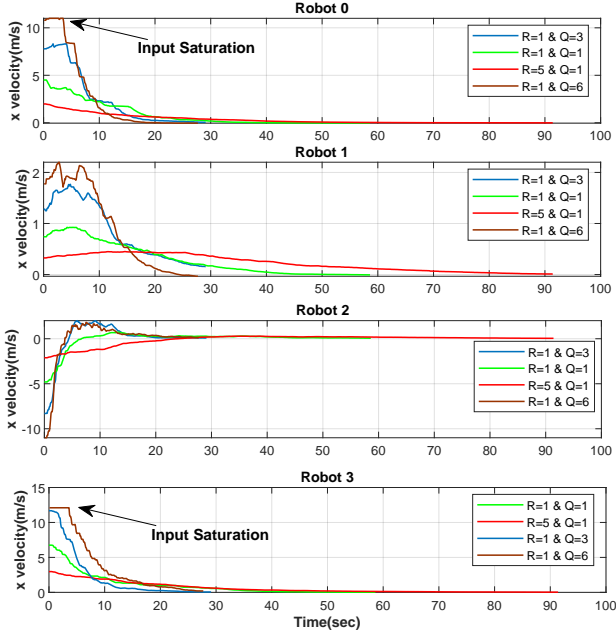 Robot 0
x velocity(m/s)
10
5
0
Input Saturation
R=1 & Q=3
R=1 & Q=1
R=5 & Q=1
R=1 & Q=6
0 10 20 30 40 50 60 70 80 90 100
Robot 1
x velocity(m/s)
2
1
0
R=1 & Q=3
R=1 & Q=1
R=5 & Q=1
R=1 & Q=6
0 10 20 30 40 50 60 70 80 90 100
Robot 2
x velocity(m/s)
0
-5
-10
R=1 & Q=3
R=1 & Q=1
R=5 & Q=1
R=1 & Q=6
0 10 20 30 40 50 60 70 80 90 100
Robot 3
x velocity(m/s)
15
10
5
0
Input Saturation
R=1 & Q=1
R=5 & Q=1
R=1 & Q=3
R=1 & Q=6
0 10 20 30 40 50 60 70 80 90 100
Time(sec)